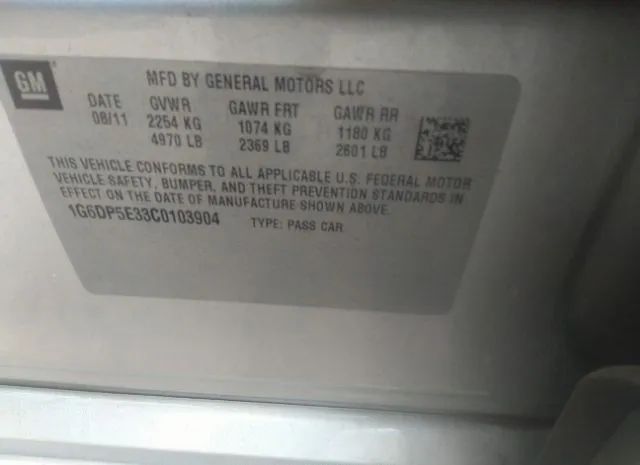 GM
MFD BY GENERAL MOTORS LLC
DATE GVWR GAWR FRT GAWR RR
08/11 2254 KG 1074 KG 1180 KG
4970 LB 2369 LB 2601 LB
THIS VEHICLE CONFORMS TO ALL APPLICABLE U.S. FEDERAL MOTOR
VEHICLE SAFETY, BUMPER, AND THEFT PREVENTION STANDARDS IN
EFFECT ON THE DATE OF MANUFACTURE SHOWN ABOVE.
1G6DP5E33C0103904 TYPE: PASS CAR